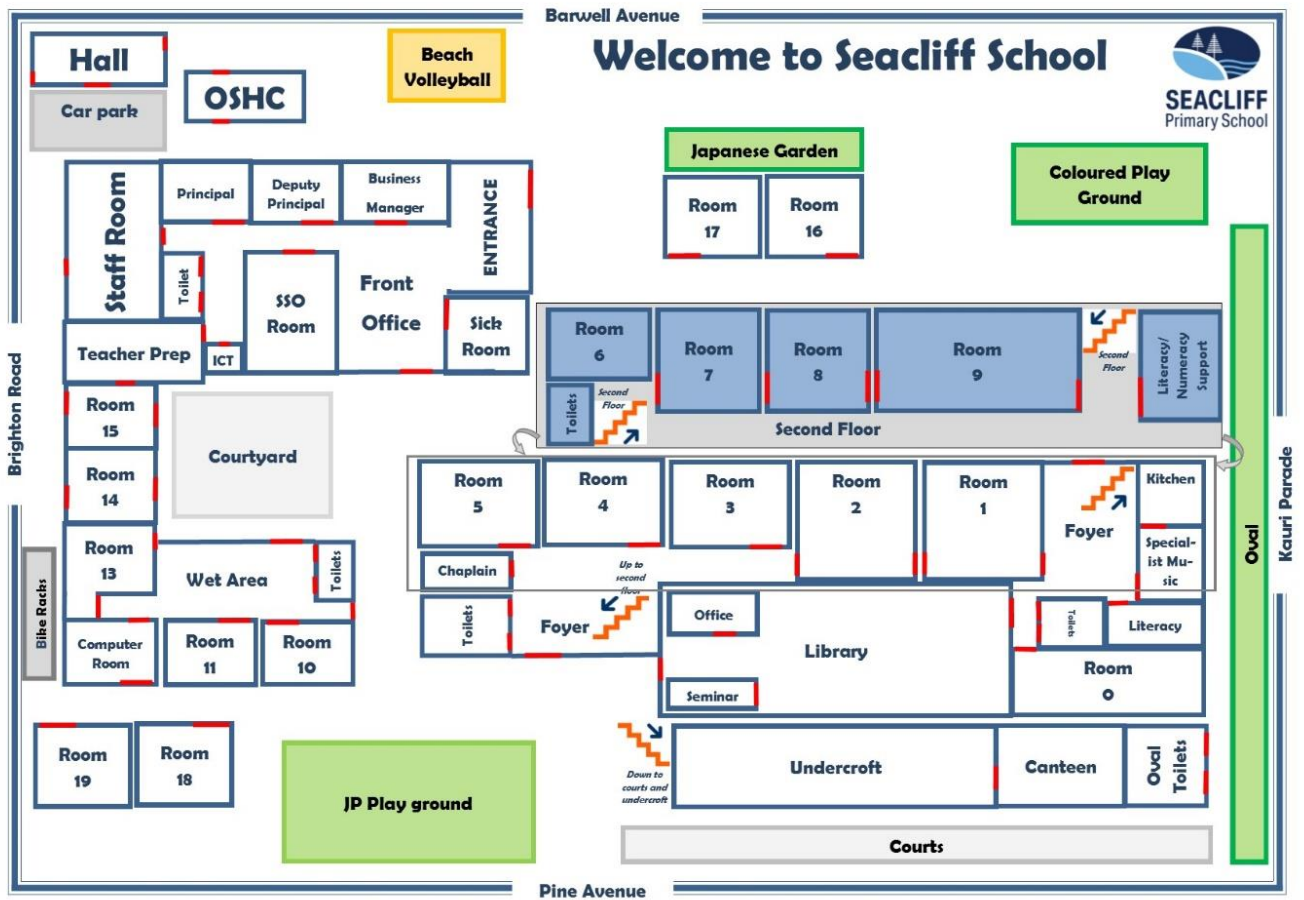 Barwell Avenue
Welcome to Seacliff School
SEACLIFF
Primary School
Hall
Car park
OSHC
Beach
Volleyball
Japanese Garden
Room
17
Room
16
Coloured Play
Ground
Staff Room
Principal
Deputy
Principal
Business
Manager
ENTRANCE
Toilet
SSO
Room
Front
Office
Sick
Room
Teacher Prep
ICT
Brighton Road
Room
15
Room
14
Courtyard
Room
13
Wet Area
Toilets
Bike Racks
Computer
Room
Room
11
Room
10
Room
19
Room
18
JP Play ground
Room
6
Toilets
Second
Floor
Room
7
Room
8
Room
9
Second
Floor
Literacy/
Numeracy
Support
Second Floor
Room
5
Room
4
Room
3
Room
2
Room
1
Foyer
Kitchen
Special-
ist Mu-
sic
Chaplain
Up to
second
floor
Toilets
Foyer
Office
Library
Seminar
Toilets
Literacy
Room
0
Down to
courts and
undercroft
Undercroft
Canteen
Oval
Toilets
Courts
Oval
Kauri Parade
Pine Avenue